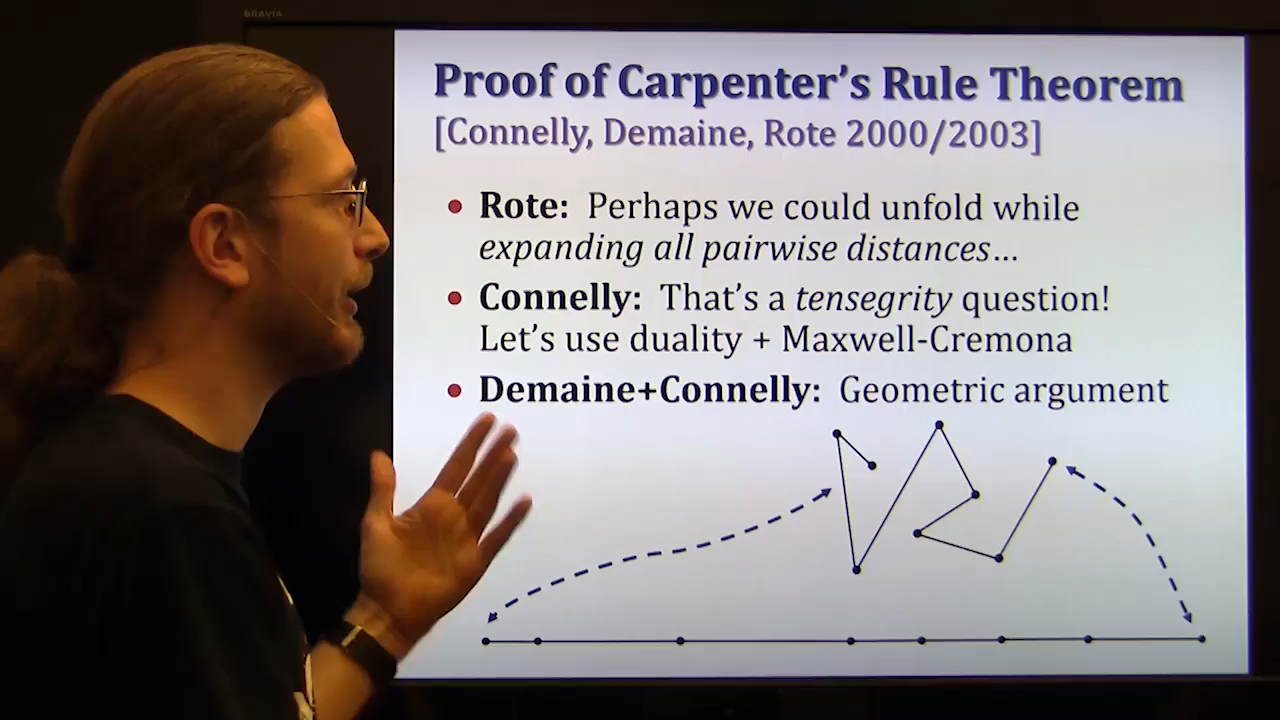 BRAVIA
Proof of Carpenter's Rule Theorem
[Connelly, Demaine, Rote 2000/2003]
• Rote: Perhaps we could unfold while
expanding all pairwise distances…
• Connelly: That's a tensegrity question!
Let's use duality + Maxwell-Cremona
• Demaine+Connelly: Geometric argument